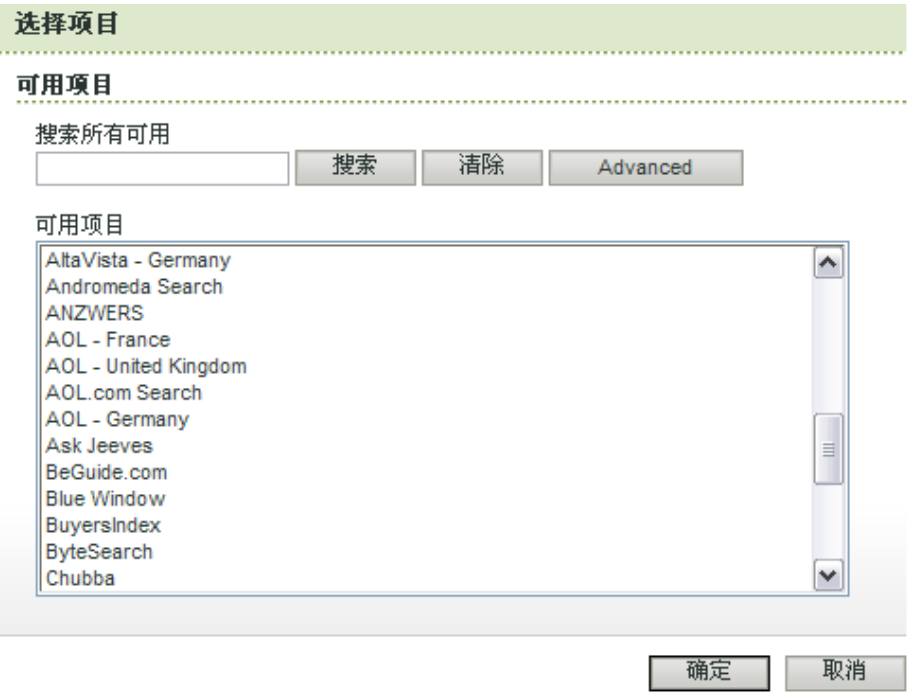 选择项目
可用项目
搜索所有可用
搜索 清除 Advanced
可用项目
AltaVista - Germany
Andromeda Search
ANZWERS
AOL - France
AOL - United Kingdom
AOL.com Search
AOL - Germany
Ask Jeeves
BeGuide.com
Blue Window
BuyersIndex
ByteSearch
Chubba
确定 取消